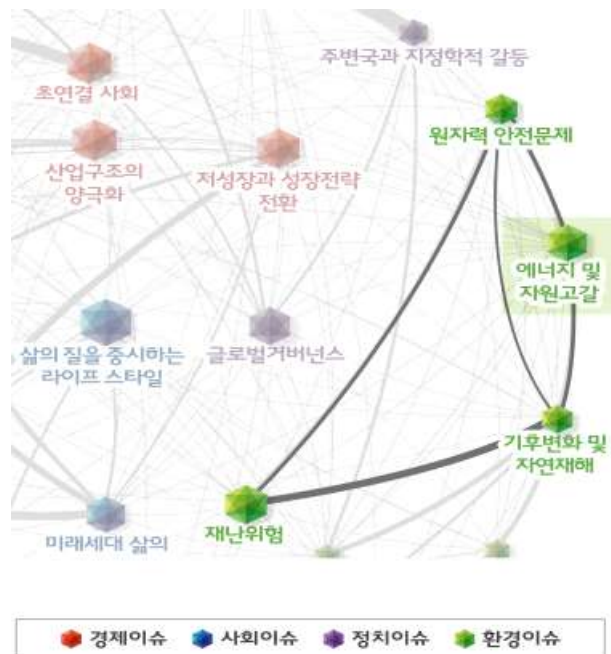 주변국과 지정학적 갈등
초연결 사회
원자력 안전문제
산업구조의
양극화
저성장과 성장전략
전환
에너지 및
자원고갈
삶의 질을 중시하는
라이프 스타일
글로벌거버넌스
기후변화 및
자연재해
재난위험
미래세대 삶의
경제이슈
사회이슈
정치이슈
환경이슈